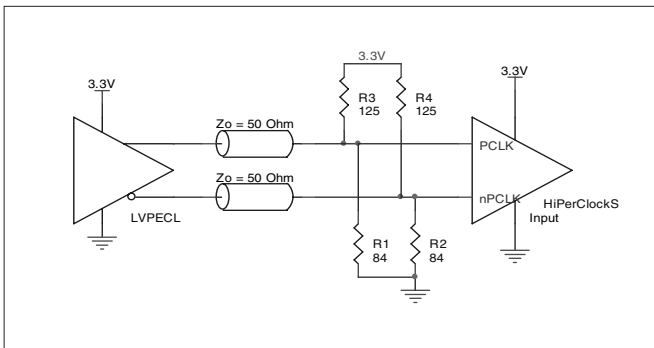 3.3V
3.3V
3.3V
R3
125
R4
125
Zo = 50 Ohm
PCLK
Zo = 50 Ohm
nPCLK
HiPerClockS
Input
LVPECL
R1
84
R2
84